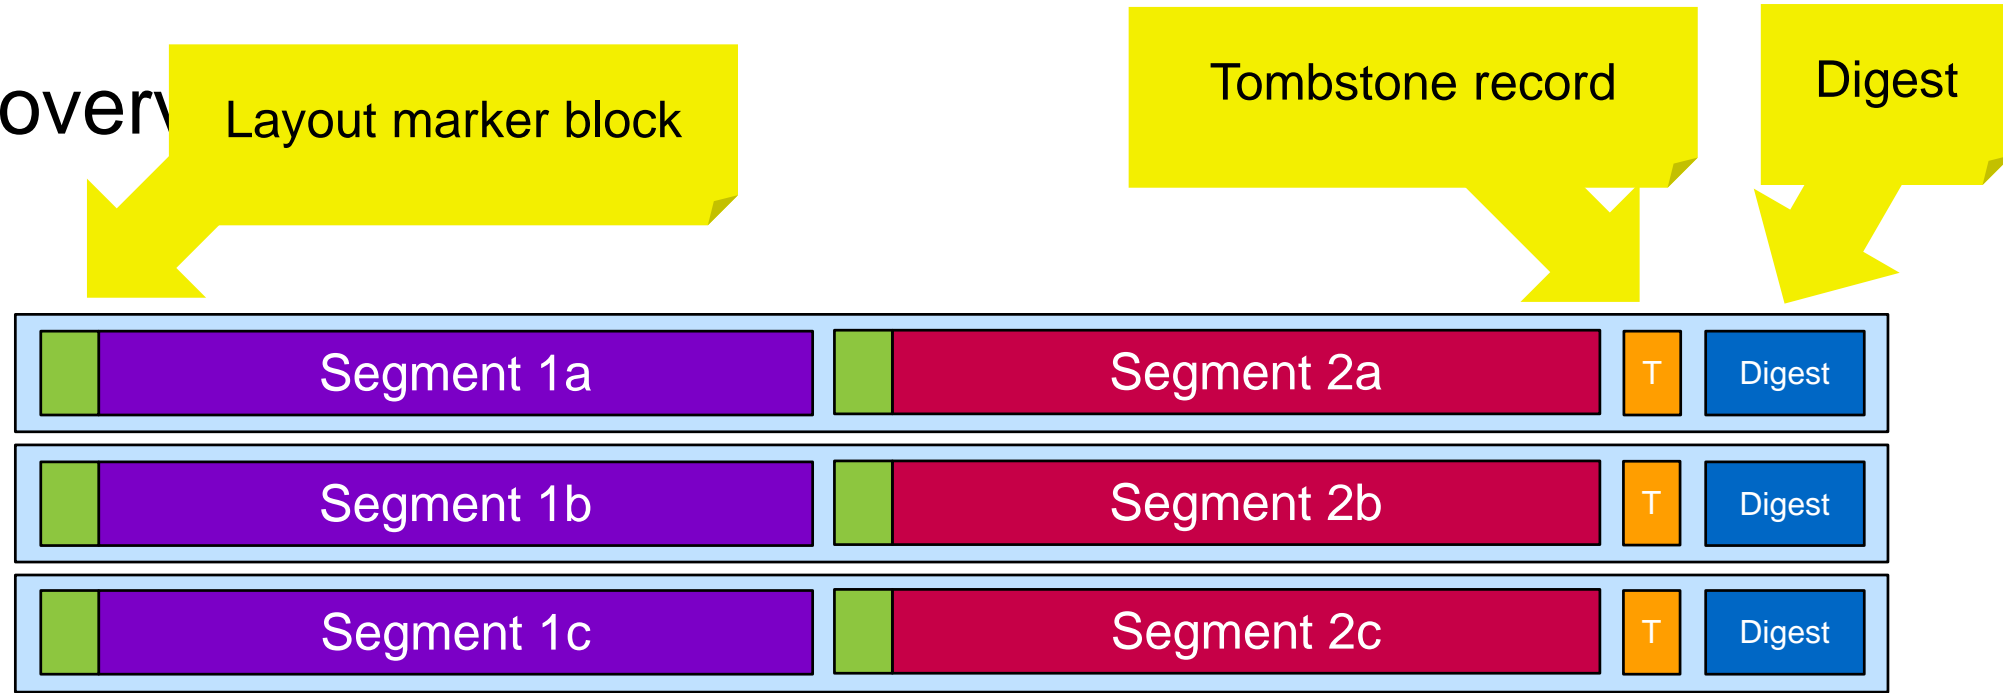 Tombstone record
Digest
Layout marker block
Segment 1a
Segment 2a
T
Digest
Segment 1b
Segment 2b
T
Digest
Segment 1c
Segment 2c
T
Digest